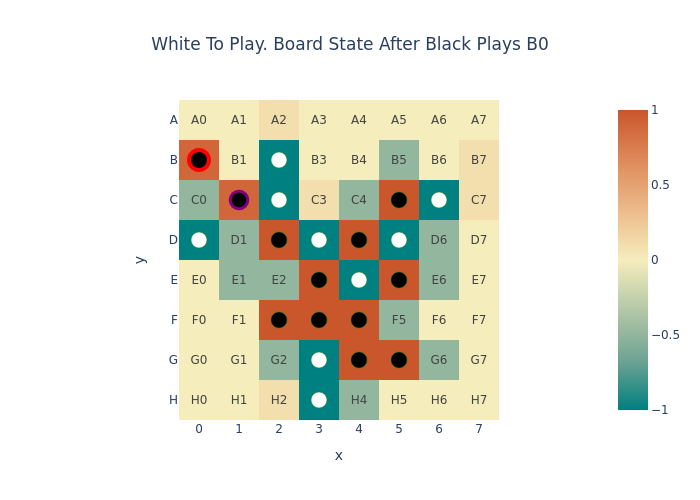 White To Play. Board State After Black Plays B0
A A0 A1 A2 A3 A4 A5 A6 A7 1
B B1 B3 B4 B5 B6 B7
C C0 C3 C4 C7 0.5
D D1 D6 D7
y 0
E E0 E1 E2 E6 E7
F F0 F1 F5 F6 F7 −0.5
G G0 G1 G2 G6 G7
H H0 H1 H2 H4 H5 H6 H7 −1
0 1 2 3 4 5 6 7
x